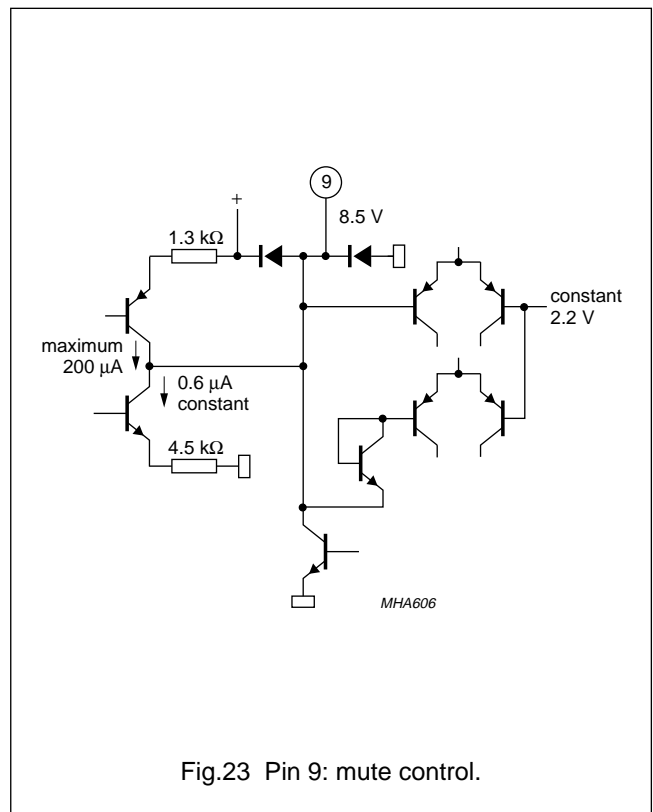 9
+
8.5 V
1.3 kΩ
constant
2.2 V
maximum
200 μA
0.6 μA
constant
4.5 kΩ
MHA606
Fig.23 Pin 9: mute control.